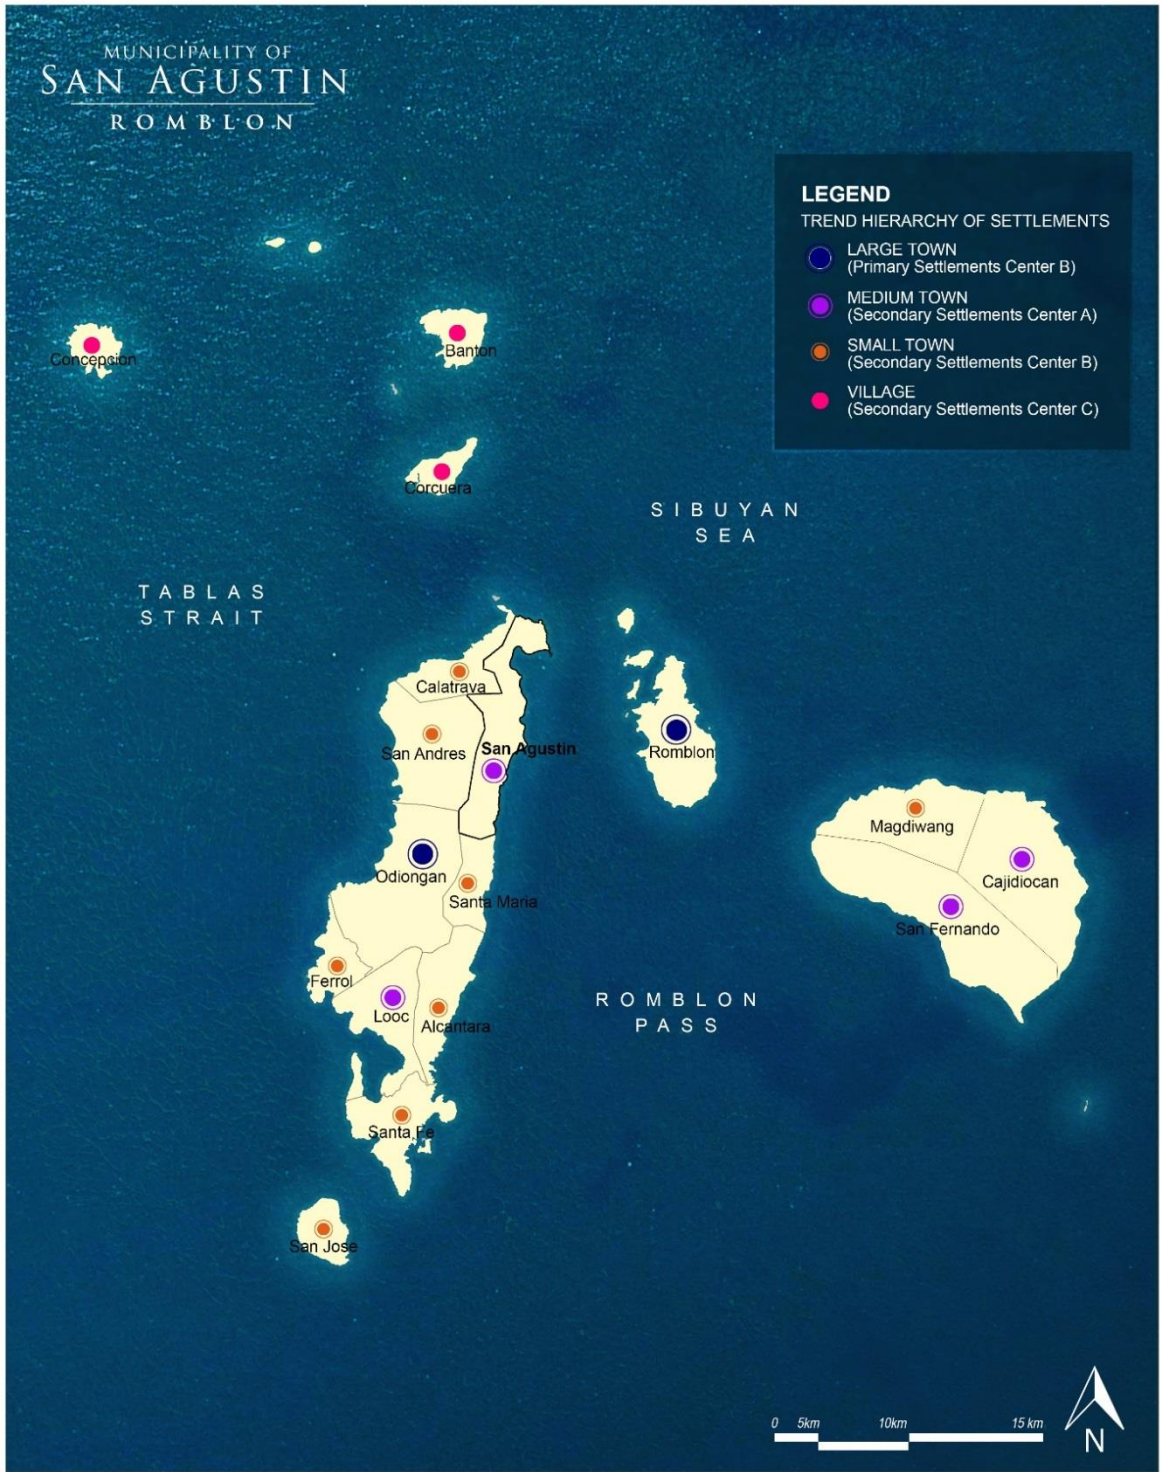 MUNICIPALITY OF
SAN AGUSTIN
ROMBLON
LEGEND
TREND HIERARCHY OF SETTLEMENTS
LARGE TOWN
(Primary Settlements Center B)
MEDIUM TOWN
(Secondary Settlements Center A)
SMALL TOWN
(Secondary Settlements Center B)
VILLAGE
(Secondary Settlements Center C)
Concepcion
Banton
Corcuera
SIBUYAN
SEA
TABLAS
STRAIT
Calatrava
San Andres
San Agustin
Romblon
Magdiwang
Odiongan
Cajidiocan
Santa Maria
San Fernando
Ferrol
Looc
Alcantara
ROMBLON
PASS
Santa Fe
San Jose
0 5km 10km 15 km
N